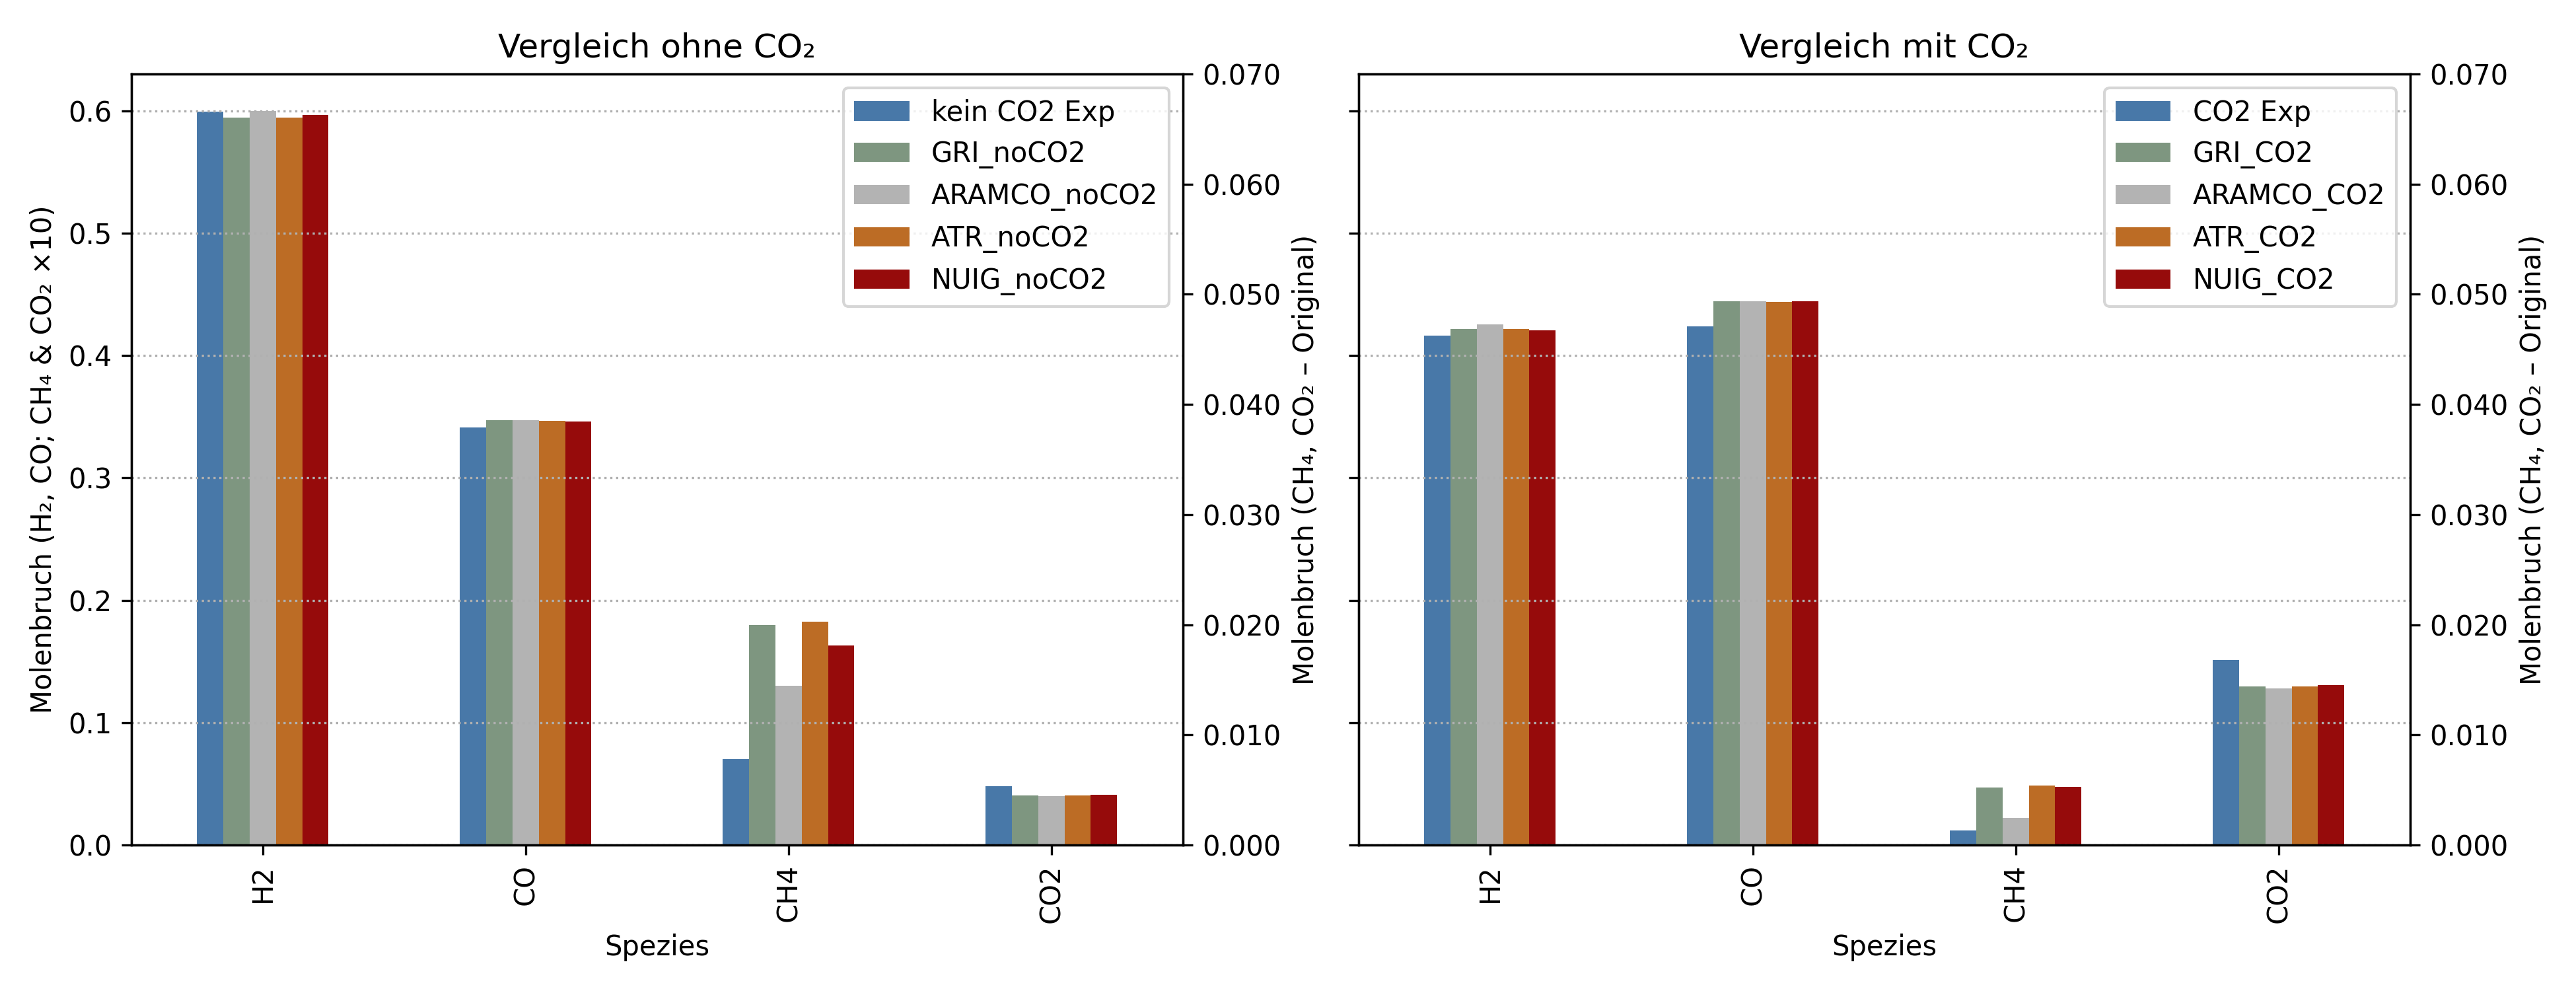 Vergleich ohne CO₂
Molenbruch (H₂, CO; CH₄ & CO₂ ×10)
0.6
0.5
0.4
0.3
0.2
0.1
0.0
kein CO2 Exp
GRI_noCO2
ARAMCO_noCO2
ATR_noCO2
NUIG_noCO2
0.070
0.060
0.050
0.040
0.030
0.020
0.010
0.000
Molenbruch (CH₄, CO₂ – Original)
H2
CO
CH4
CO2
Spezies
Vergleich mit CO₂
CO2 Exp
GRI_CO2
ARAMCO_CO2
ATR_CO2
NUIG_CO2
0.070
0.060
0.050
0.040
0.030
0.020
0.010
0.000
Molenbruch (CH₄, CO₂ – Original)
H2
CO
CH4
CO2
Spezies